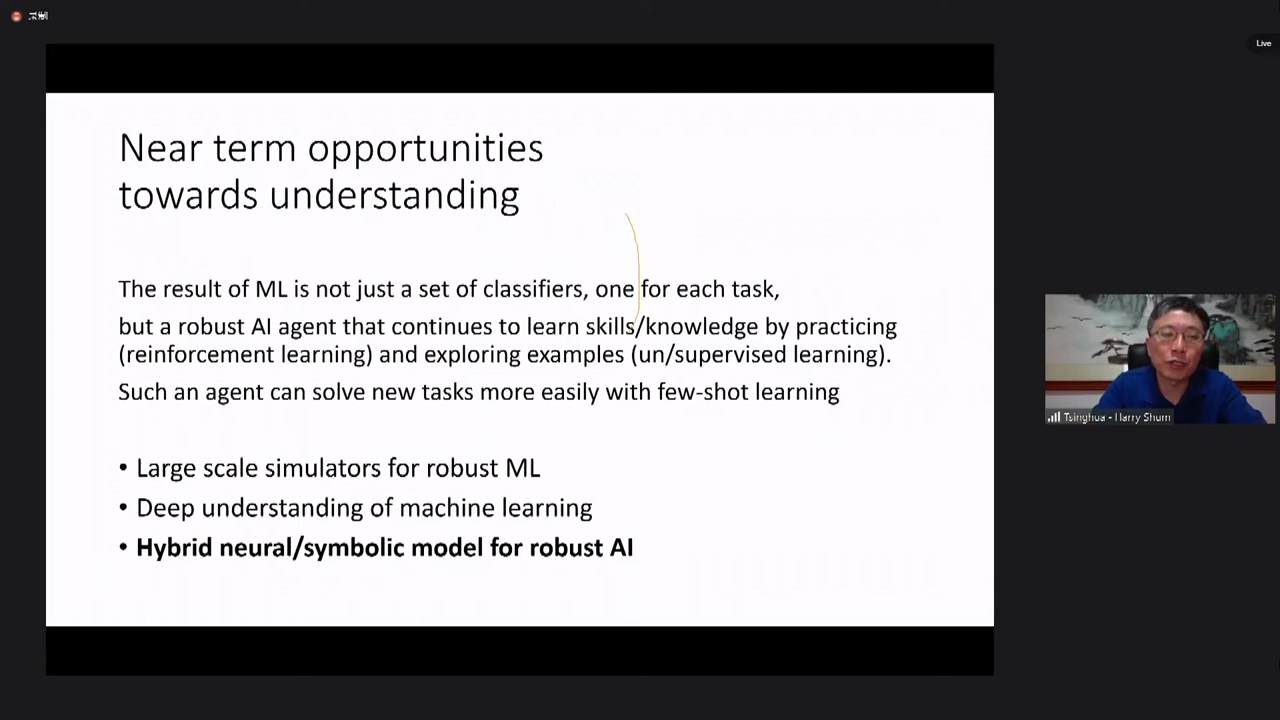 Live
Near term opportunities
towards understanding
The result of ML is not just a set of classifiers, one for each task,
but a robust AI agent that continues to learn skills/knowledge by practicing
(reinforcement learning) and exploring examples (un/supervised learning).
Such an agent can solve new tasks more easily with few-shot learning
• Large scale simulators for robust ML
• Deep understanding of machine learning
• Hybrid neural/symbolic model for robust AI
Tsinghua - Harry Shum